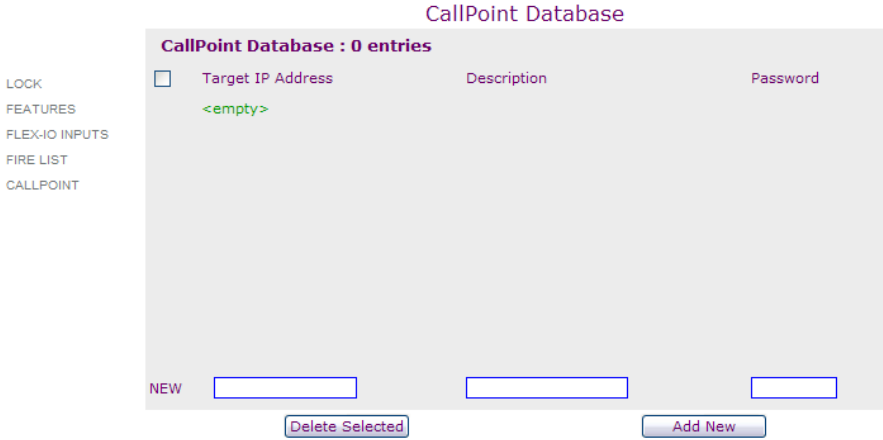 CallPoint Database
LOCK
FEATURES
FLEX-IO INPUTS
FIRE LIST
CALLPOINT
CallPoint Database : 0 entries
Target IP Address Description Password
<empty>
NEW
Delete Selected Add New